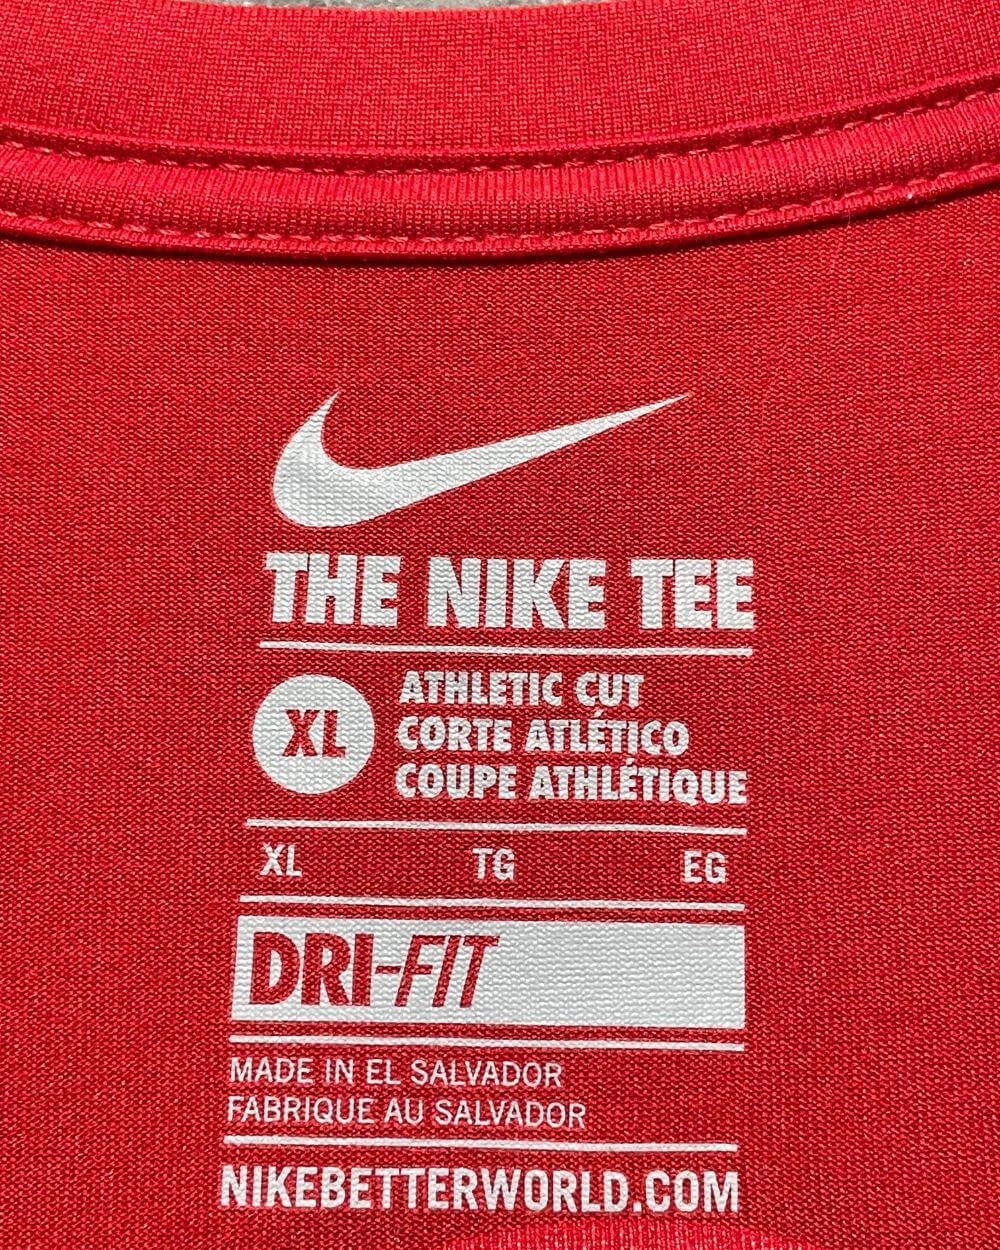 THE NIKE TEE
XL
ATHLETIC CUT
CORTE ATLÉTICO
COUPE ATHLÉTIQUE
XL TG EG
DRI-FIT
MADE IN EL SALVADOR
FABRIQUE AU SALVADOR
NIKEBETTERWORLD.COM